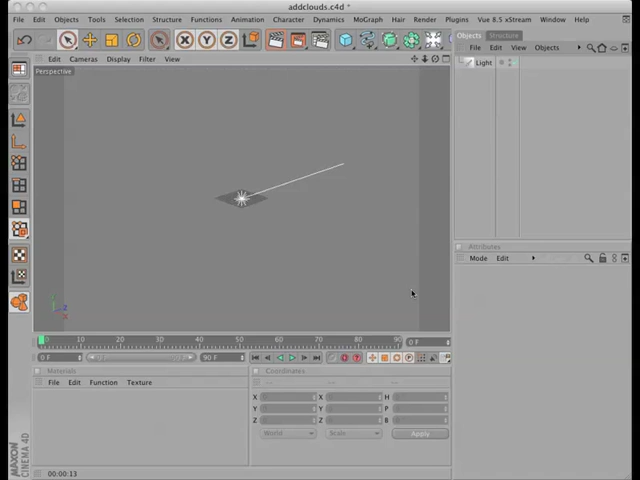 addclouds.c4d *
File Edit Objects Tools Selection Structure Functions Animation Character Dynamics MoGraph Hair Render Plugins Vue 8.5 xStream Window Help
X Y Z
Objects Structure
Edit Cameras Display Filter View
File Edit View Objects
Perspective
Light
Attributes
Mode Edit
Y
Z
X
0 10 20 30 40 50 60 70 80 90
0 F
0 F
90 F
Materials
Coordinates
File Edit Function Texture
X X H
Y Y P
Z Z B
World Scale Apply
MAXON
CINEMA 4D
00:00:13